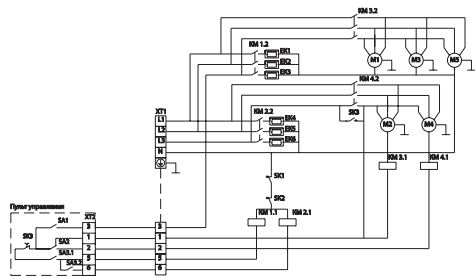 KM 3.2
KM 1.2
EK1
EK2
EK3
M1
M3
M5
KM 4.2
XT1
KM 2.2
L1
L2
L3
N
EK4
EK5
EK6
SK3
M2
M4
KM 3.1
KM 4.1
SK1
SK2
Пульт управления
XT2
SA1
SK3
SA2
SA3.1
SA3.2
3
1
2
5
6
3
1
2
5
6
KM 1.1
KM 2.1